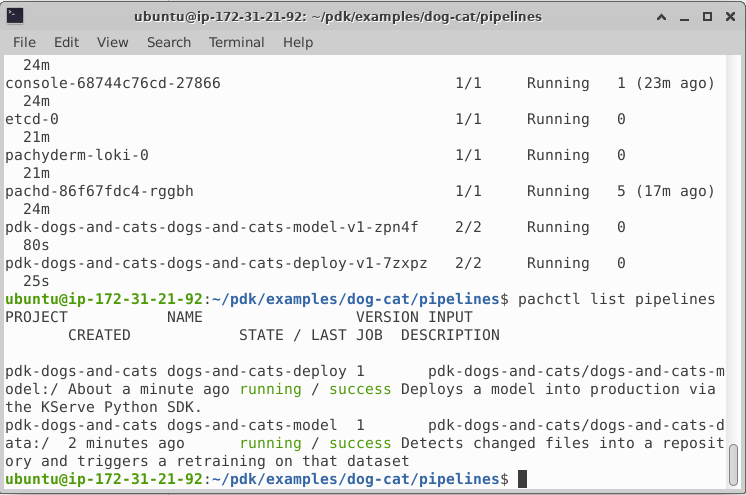 ubuntu@ip-172-31-21-92: ~/pdk/examples/dog-cat/pipelines
File Edit View Search Terminal Help
24m
console-68744c76cd-27866 1/1 Running 1 (23m ago)
24m
etcd-0 1/1 Running 0
21m
pachyderm-loki-0 1/1 Running 0
21m
pachd-86f67fdc4-rggbh 1/1 Running 5 (17m ago)
24m
pdk-dogs-and-cats-dogs-and-cats-model-v1-zpn4f 2/2 Running 0
80s
pdk-dogs-and-cats-dogs-and-cats-deploy-v1-7zxpz 2/2 Running 0
25s
ubuntu@ip-172-31-21-92:~/pdk/examples/dog-cat/pipelines$ pachctl list pipelines
PROJECT NAME VERSION INPUT
CREATED STATE / LAST JOB DESCRIPTION
pdk-dogs-and-cats dogs-and-cats-deploy 1 pdk-dogs-and-cats/dogs-and-cats-m
odel:/ About a minute ago running / success Deploys a model into production via
the KServe Python SDK.
pdk-dogs-and-cats dogs-and-cats-model 1 pdk-dogs-and-cats/dogs-and-cats-d
ata:/ 2 minutes ago running / success Detects changed files into a reposit
ory and triggers a retraining on that dataset
ubuntu@ip-172-31-21-92:~/pdk/examples/dog-cat/pipelines$